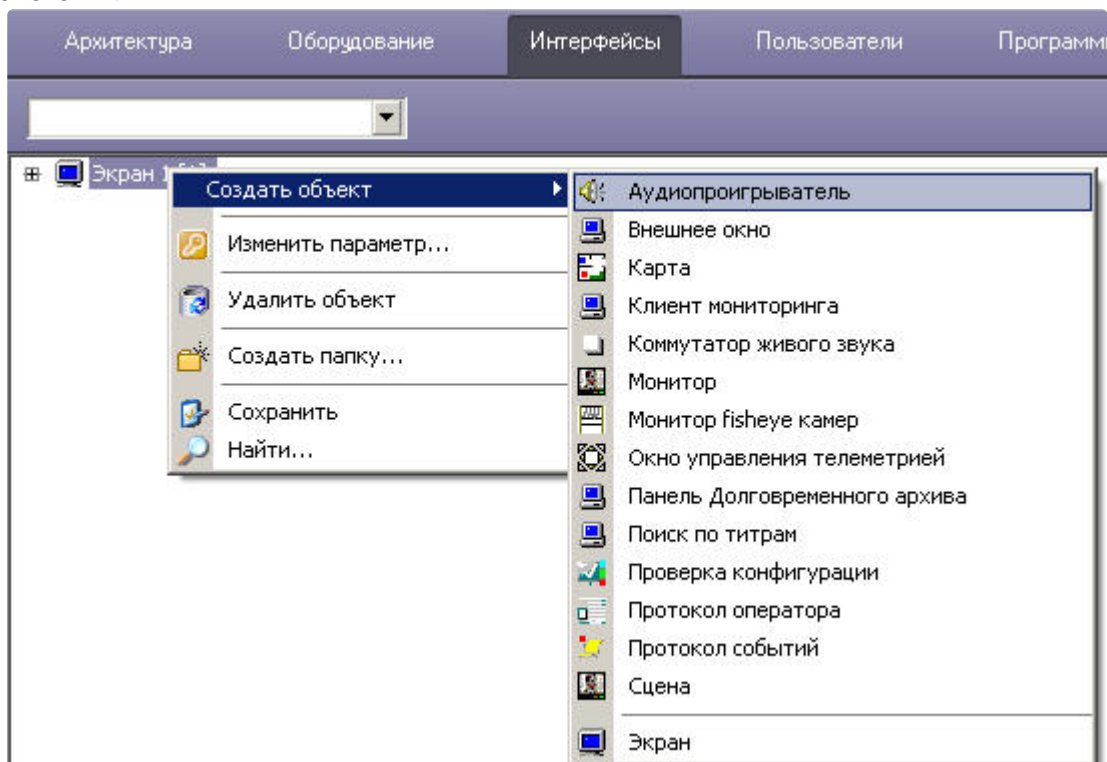 Архитектура Оборудование Интерфейсы Пользователи Программи
Экран 1
Создать объект
Изменить параметр...
Удалить объект
Создать папку...
Сохранить
Найти...
Аудиопроигрыватель
Внешнее окно
Карта
Клиент мониторинга
Коммутатор живого звука
Монитор
Монитор fisheye камер
Окно управления телеметрией
Панель Долговременного архива
Поиск по титрам
Проверка конфигурации
Протокол оператора
Протокол событий
Сцена
Экран